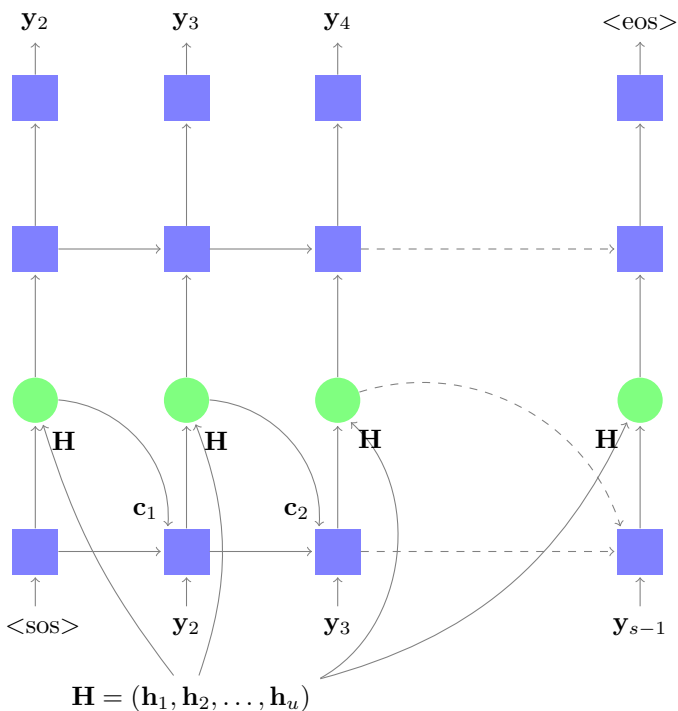 y₂ y₃ y₄ <eos>
H H H H
c₁ c₂
<sos> y₂ y₃ yₛ₋₁
H = (h₁, h₂, . . . , hᵤ)